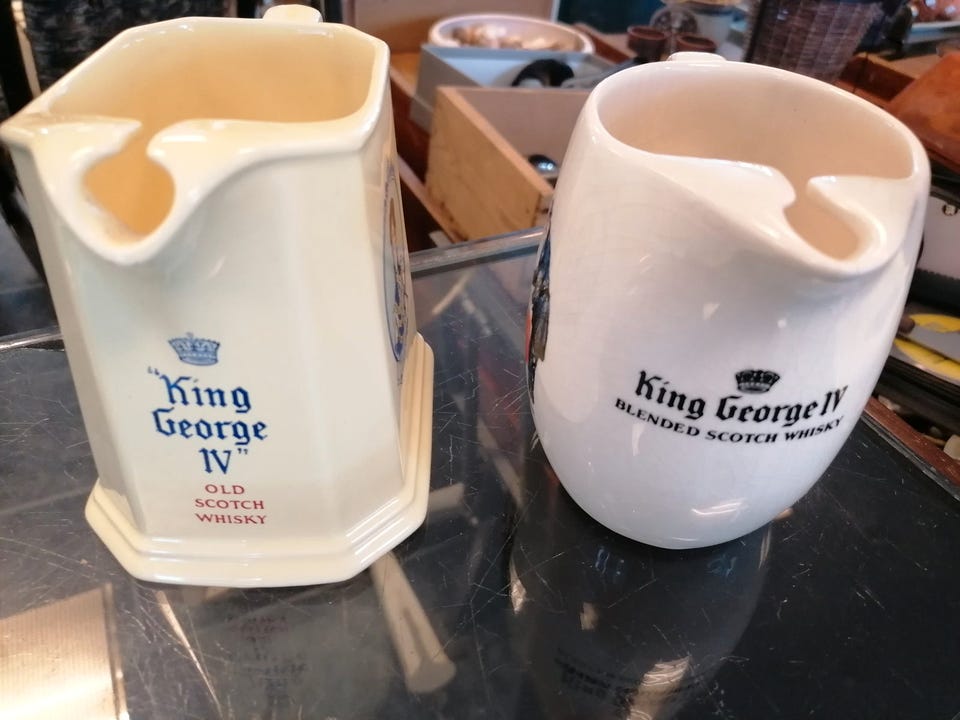 "King
George
IV"
OLD
SCOTCH
WHISKY
King George IV
BLENDED SCOTCH WHISKY